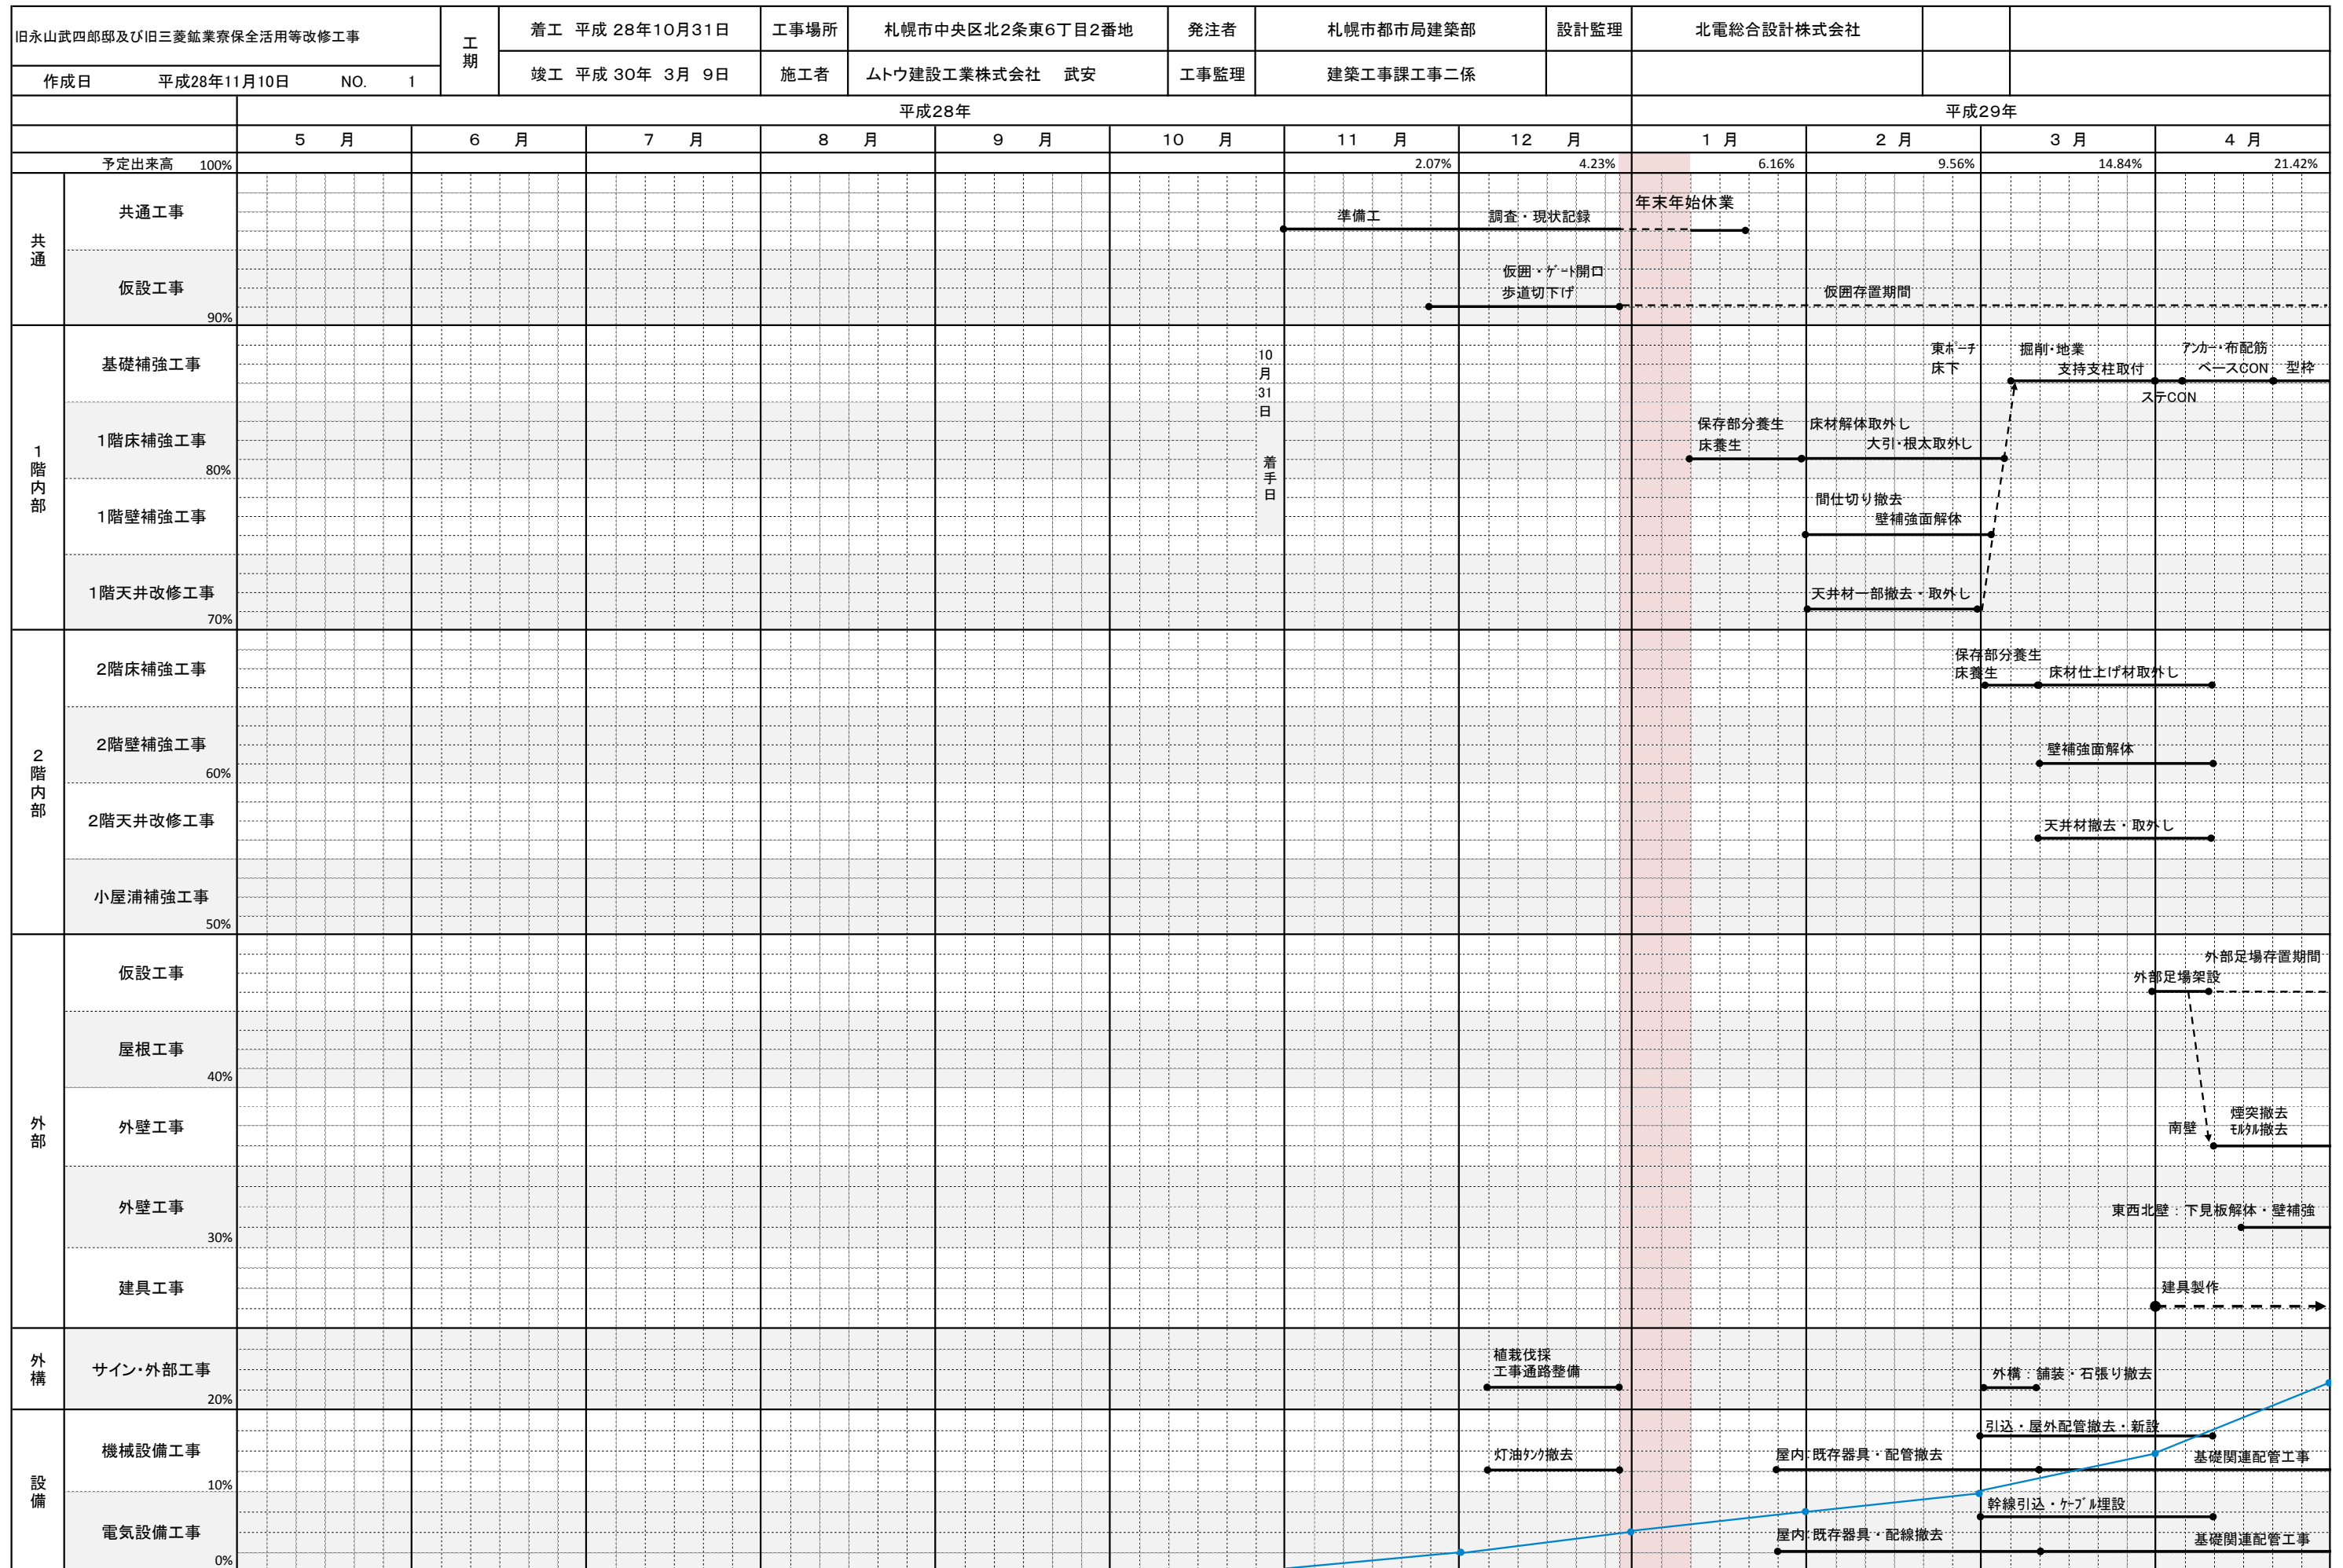 旧永山武四郎邸及び旧三菱鉱業寮保全活用等改修工事
作成日 平成28年11月10日 NO. 1
工期
着工 平成 28年10月31日
竣工 平成 30年 3月 9日
工事場所 札幌市中央区北2条東6丁目2番地
施工者 ムトウ建設工業株式会社 武安
発注者 札幌市都市局建築部
工事監理 建築工事課工事二係
設計監理 北電総合設計株式会社
平成28年 平成29年
5 月 6 月 7 月 8 月 9 月 10 月 11 月 12 月 1 月 2 月 3 月 4 月
予定出来高 100% 2.07% 4.23% 6.16% 9.56% 14.84% 21.42%
共通
共通工事
準備工 調査・現状記録 年末年始休業
仮設工事
仮囲・ｹﾞｰﾄ開口
歩道切下げ 仮囲存置期間
90%
1階内部
10月31日 着手日
基礎補強工事
東ﾎﾟｰチ 掘削・地業 ｱﾝｶｰ・布配筋
床下 支持支柱取付 ベースCON 型枠
ステCON
1階床補強工事
保存部分養生 床材解体取外し
床養生 大引・根太取外し
80%
1階壁補強工事
間仕切り撤去
壁補強面解体
1階天井改修工事
天井材一部撤去・取外し
70%
2階内部
2階床補強工事
保存部分養生
床養生 床材仕上げ材取外し
2階壁補強工事
壁補強面解体
60%
2階天井改修工事
天井材撤去・取外し
小屋浦補強工事
50%
外部
仮設工事
外部足場存置期間
外部足場架設
屋根工事
40%
外壁工事
煙突撤去
南壁 ﾓﾙﾀﾙ撤去
外壁工事
東西北壁：下見板解体・壁補強
30%
建具工事
建具製作
外構
サイン・外部工事
植栽伐採
工事通路整備 外構：舗装・石張り撤去
20%
設備
機械設備工事
引込・屋外配管撤去・新設
灯油ﾀﾝｸ撤去 屋内：既存器具・配管撤去 基礎関連配管工事
10%
電気設備工事
幹線引込・ｹｰﾌﾞﾙ埋設
屋内：既存器具・配線撤去 基礎関連配管工事
0%